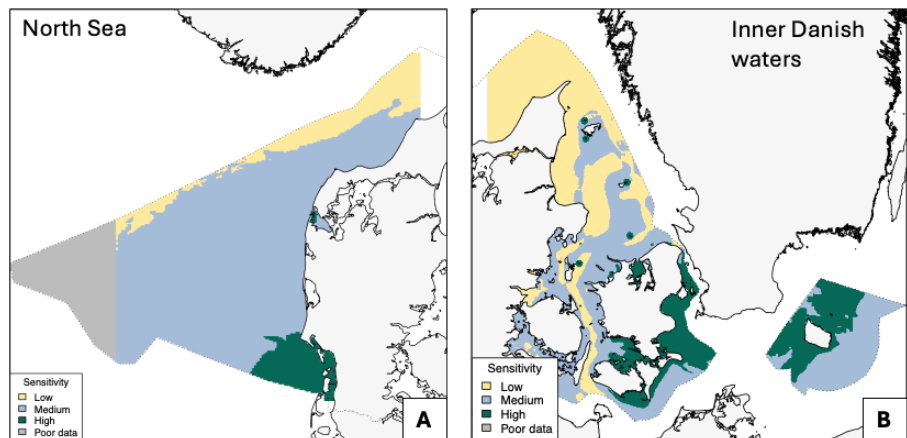 North Sea
Sensitivity
Low
Medium
High
Poor data
A
Inner Danish
waters
Sensitivity
Low
Medium
High
Poor data
B